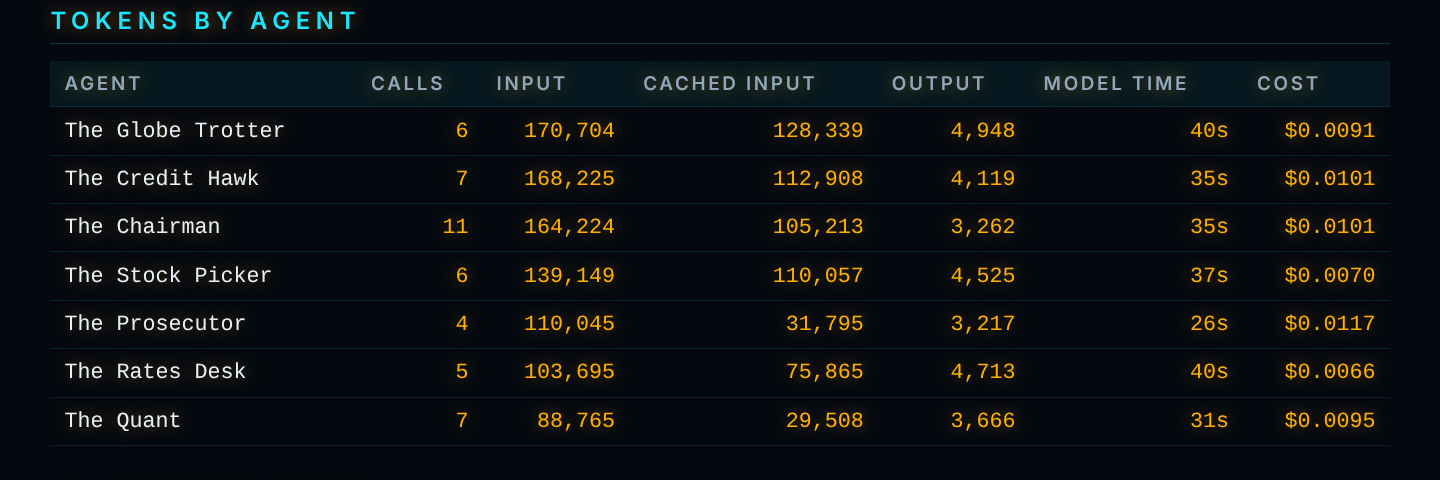 TOKENS BY AGENT
AGENT CALLS INPUT CACHED INPUT OUTPUT MODEL TIME COST
The Globe Trotter 6 170,704 128,339 4,948 40s $0.0091
The Credit Hawk 7 168,225 112,908 4,119 35s $0.0101
The Chairman 11 164,224 105,213 3,262 35s $0.0101
The Stock Picker 6 139,149 110,057 4,525 37s $0.0070
The Prosecutor 4 110,045 31,795 3,217 26s $0.0117
The Rates Desk 5 103,695 75,865 4,713 40s $0.0066
The Quant 7 88,765 29,508 3,666 31s $0.0095